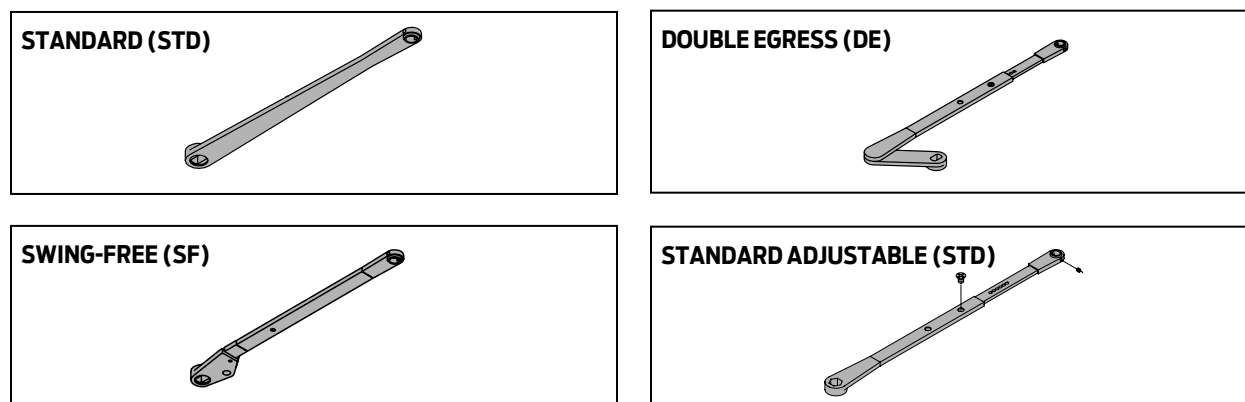 STANDARD (STD)
DOUBLE EGRESS (DE)
SWING-FREE (SF)
STANDARD ADJUSTABLE (STD)